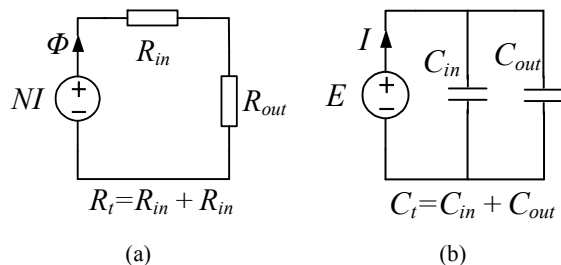 Φ
R_in
NI
+
−
R_out
R_t=R_in + R_in
(a)
I
C_in
C_out
E
+
−
C_t=C_in + C_out
(b)